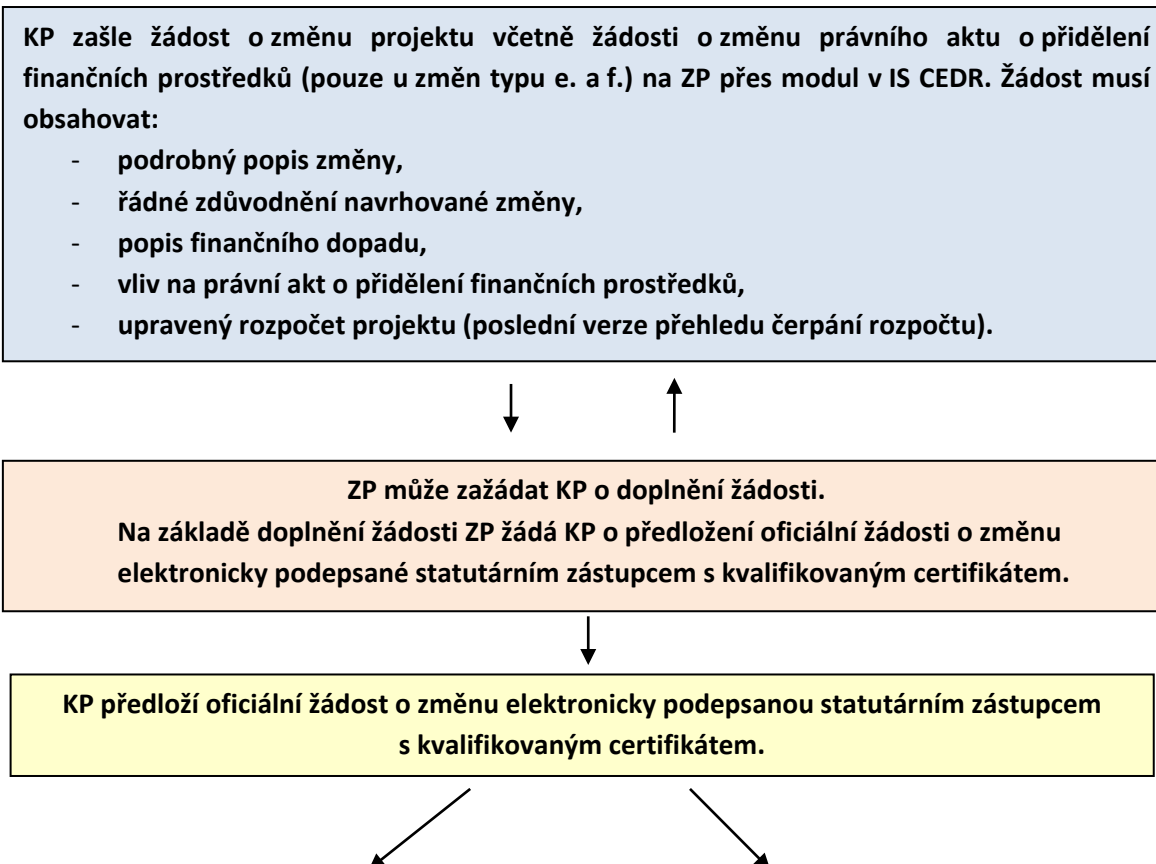 KP zašle žádost o změnu projektu včetně žádosti o změnu právního aktu o přidělení
finančních prostředků (pouze u změn typu e. a f.) na ZP přes modul v IS CEDR. Žádost musí
obsahovat:
- podrobný popis změny,
- řádné zdůvodnění navrhované změny,
- popis finančního dopadu,
- vliv na právní akt o přidělení finančních prostředků,
- upravený rozpočet projektu (poslední verze přehledu čerpání rozpočtu).
ZP může zažádat KP o doplnění žádosti.
Na základě doplnění žádosti ZP žádá KP o předložení oficiální žádosti o změnu
elektronicky podepsané statutárním zástupcem s kvalifikovaným certifikátem.
KP předloží oficiální žádost o změnu elektronicky podepsanou statutárním zástupcem
s kvalifikovaným certifikátem.